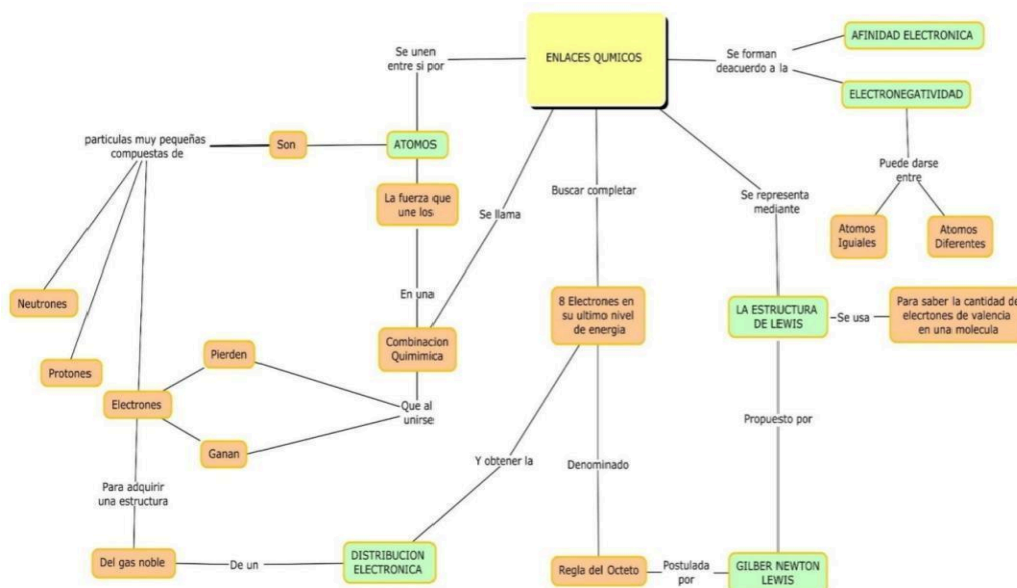 ENLACES QUMICOS
Se unen
entre si por
ATOMOS
Son
particulas muy pequeñas
compuestas de
Neutrones
Protones
Electrones
Pierden
Ganan
Para adquirir
una estructura
Del gas noble
De un
DISTRIBUCION
ELECTRONICA
La fuerza que
une los
En una
Combinacion
Quimimica
Que al
unirse
Se llama
Buscar completar
8 Electrones en
su ultimo nivel
de energia
Y obtener la
Denominado
Regla del Octeto
Postulada
por
GILBER NEWTON
LEWIS
Se representa
mediante
LA ESTRUCTURA
DE LEWIS
Se usa
Para saber la cantidad de
elecrtones de valencia
en una molecula
Propuesto por
Se forman
deacuerdo a la
AFINIDAD ELECTRONICA
ELECTRONEGATIVIDAD
Puede darse
entre
Atomos
Iguiales
Atomos
Diferentes